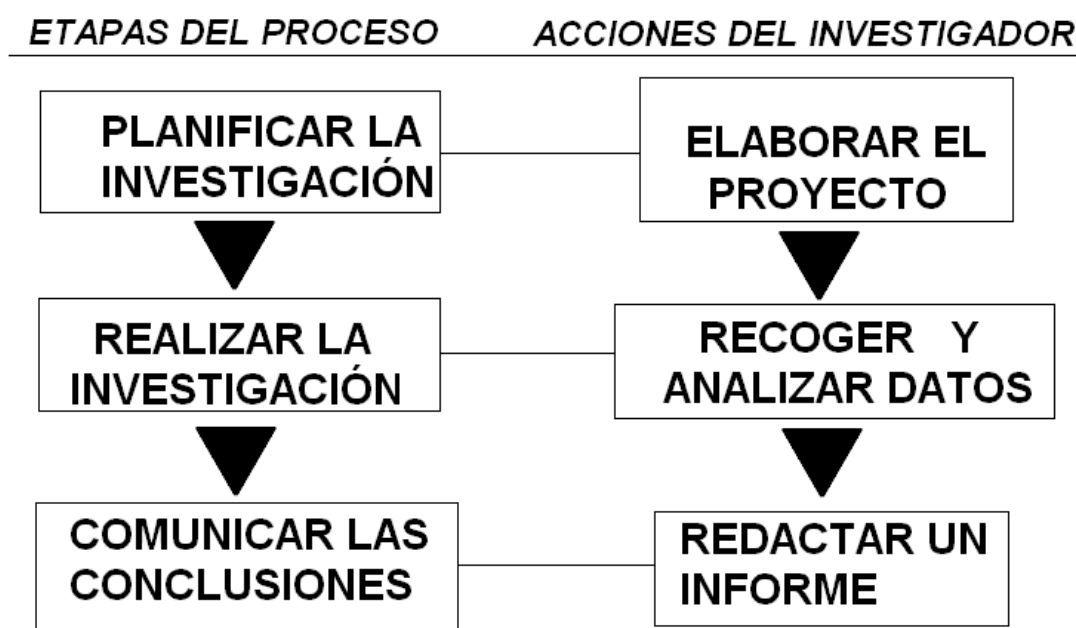 ETAPAS DEL PROCESO
ACCIONES DEL INVESTIGADOR
PLANIFICAR LA
INVESTIGACIÓN
ELABORAR EL
PROYECTO
REALIZAR LA
INVESTIGACIÓN
RECOGER Y
ANALIZAR DATOS
COMUNICAR LAS
CONCLUSIONES
REDACTAR UN
INFORME